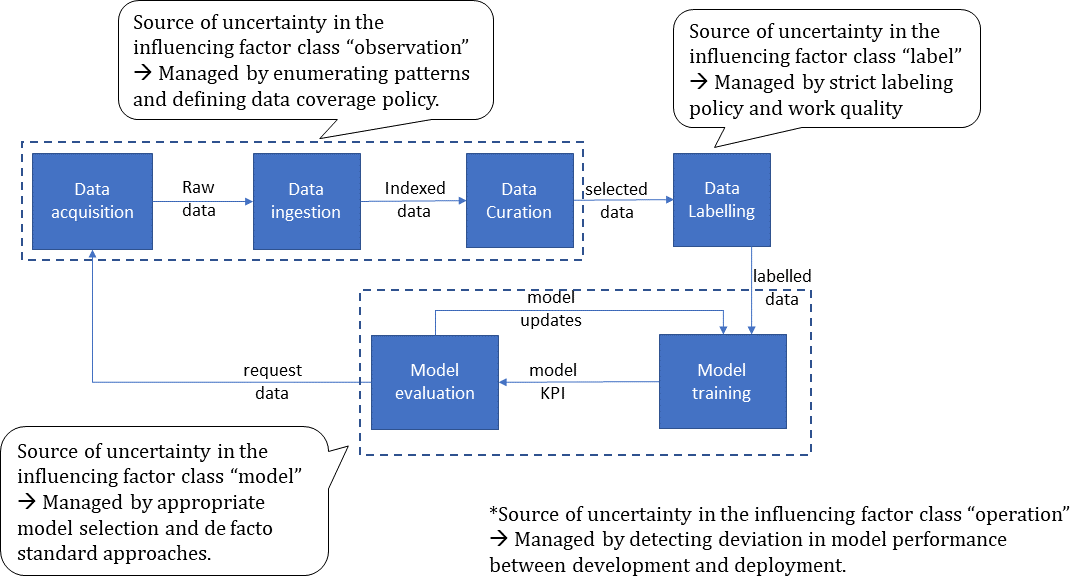 Source of uncertainty in the
influencing factor class “observation”
→ Managed by enumerating patterns
and defining data coverage policy.
Source of uncertainty in the
influencing factor class “label”
→ Managed by strict labeling
policy and work quality
Data
acquisition
Raw
data
Data
ingestion
Indexed
data
Data
Curation
selected
data
Data
Labelling
labelled
data
model
updates
Model
evaluation
model
KPI
Model
training
request
data
Source of uncertainty in the
influencing factor class “model”
→ Managed by appropriate
model selection and de facto
standard approaches.
*Source of uncertainty in the influencing factor class “operation”
→ Managed by detecting deviation in model performance
between development and deployment.